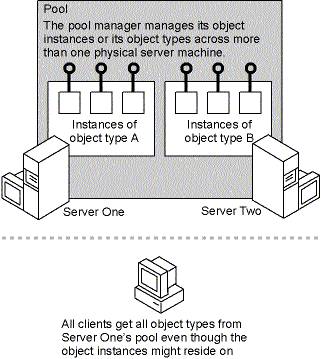 Pool
The pool manager manages its object
instances or its object types across more
than one physical server machine.
Instances of
object type A
Instances of
object type B
Server One
Server Two
All clients get all object types from
Server One's pool even though the
object instances might reside on